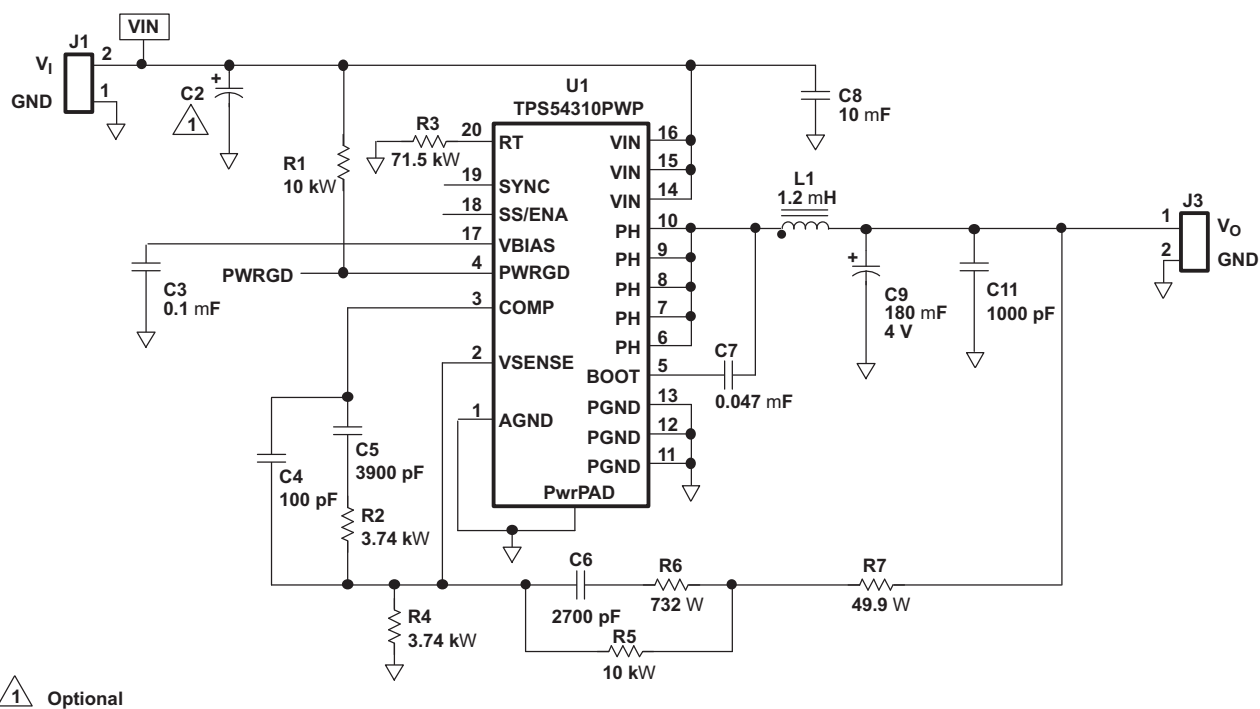 VIN
J1
VI
2
1
GND
+
C2
1
R1
10 kW
R3
71.5 kW
U1
TPS54310PWP
20
RT
19
SYNC
18
SS/ENA
17
VBIAS
4
PWRGD
3
COMP
2
VSENSE
1
AGND
PwrPAD
VIN
16
VIN
15
VIN
14
PH
10
PH
9
PH
8
PH
7
PH
6
BOOT
5
PGND
13
PGND
12
PGND
11
C8
10 mF
L1
1.2 mH
J3
1
VO
2
GND
+
C9
180 mF
4 V
C11
1000 pF
C7
0.047 mF
PWRGD
C3
0.1 mF
C4
100 pF
C5
3900 pF
R2
3.74 kW
R4
3.74 kW
C6
2700 pF
R6
732 W
R5
10 kW
R7
49.9 W
1 Optional